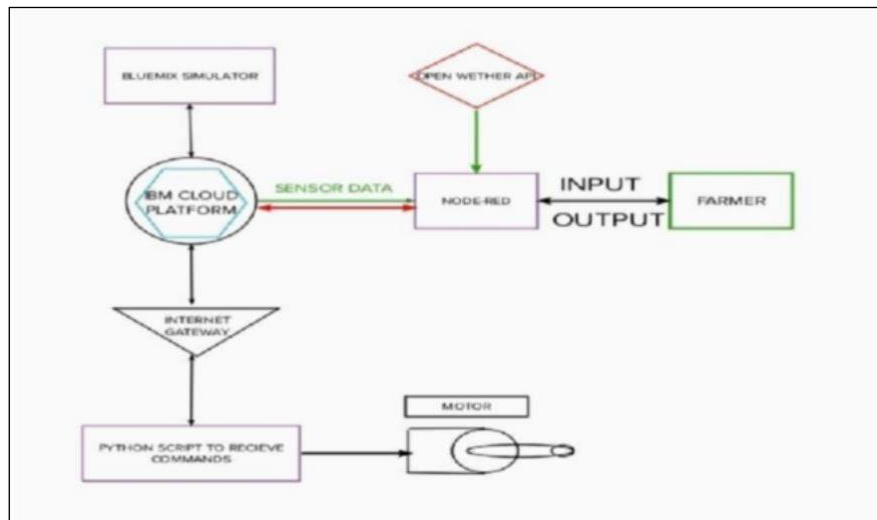 BLUEMIX SIMULATOR
OPEN WETHER API
IBM CLOUD
PLATFORM
SENSOR DATA
NODE-RED
INPUT
OUTPUT
FARMER
INTERNET
GATEWAY
MOTOR
PYTHON SCRIPT TO RECIEVE
COMMANDS